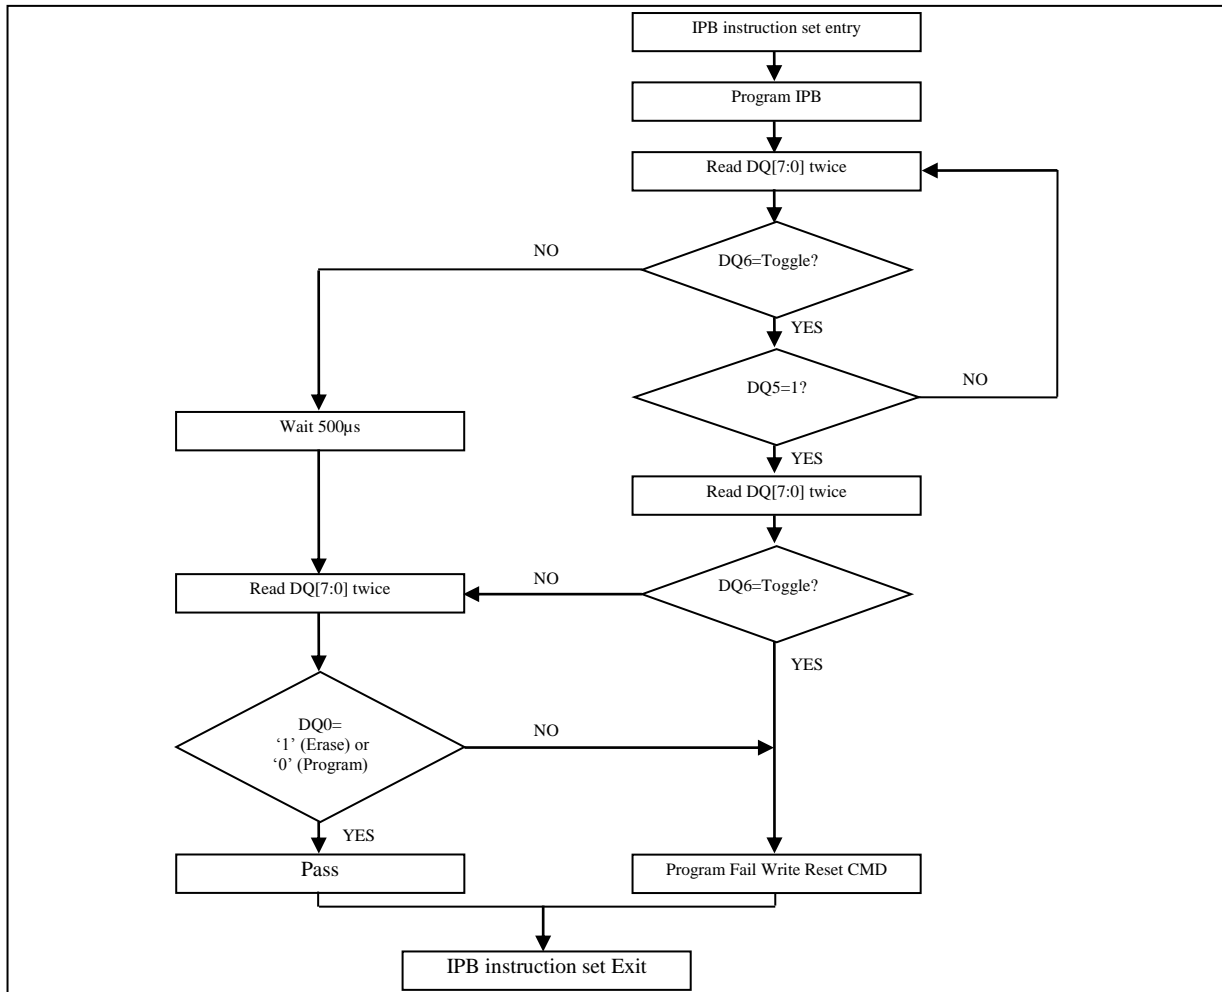 IPB instruction set entry
Program IPB
Read DQ[7:0] twice
NO
DQ6=Toggle?
YES
DQ5=1?
NO
Wait 500µs
YES
Read DQ[7:0] twice
Read DQ[7:0] twice
NO
DQ6=Toggle?
YES
DQ0=
‘1’ (Erase) or
‘0’ (Program)
NO
YES
Pass
Program Fail Write Reset CMD
IPB instruction set Exit